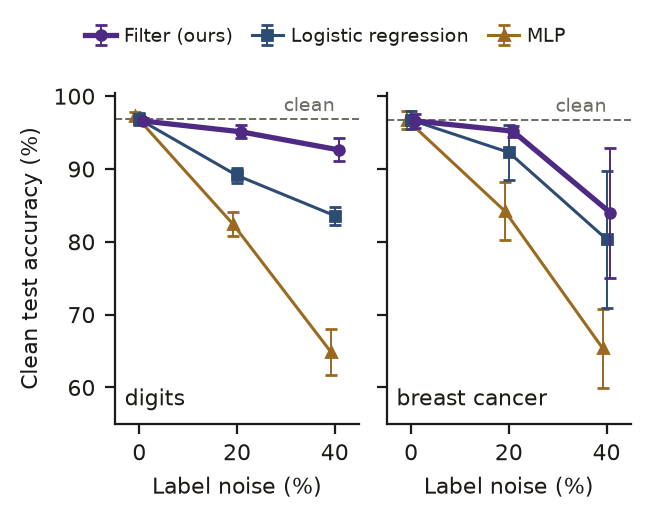 Filter (ours) Logistic regression MLP
Clean test accuracy (%)
100
90
80
70
60
clean
digits
0 20 40
Label noise (%)
clean
breast cancer
0 20 40
Label noise (%)